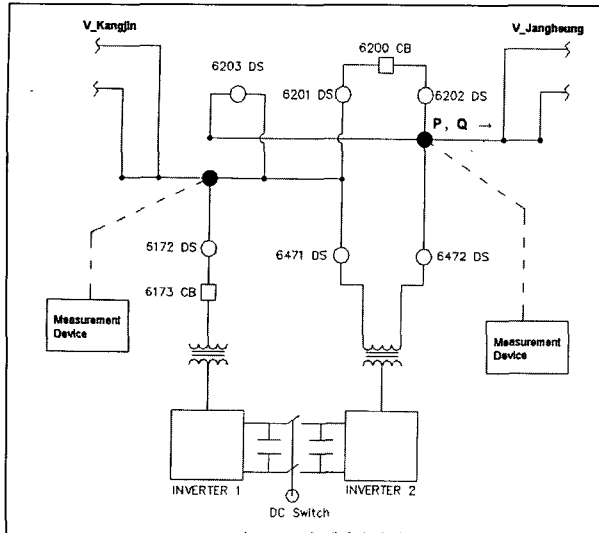 V_Kangjin
V_Jangheung
6200 CB
6203 DS
6201 DS
6202 DS
P, Q →
6172 DS
6471 DS
6472 DS
6173 CB
Measurement
Device
Measurement
Device
INVERTER 1
INVERTER 2
DC Switch